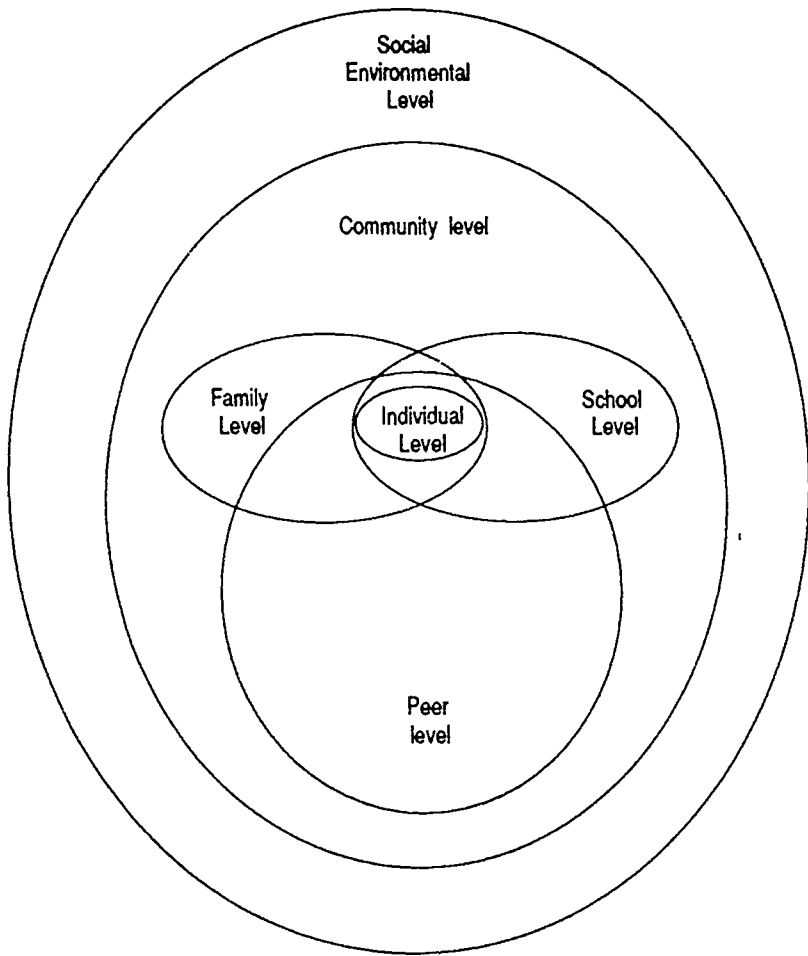 Social
Environmental
Level
Community level
Family
Level
Individual
Level
School
Level
Peer
level